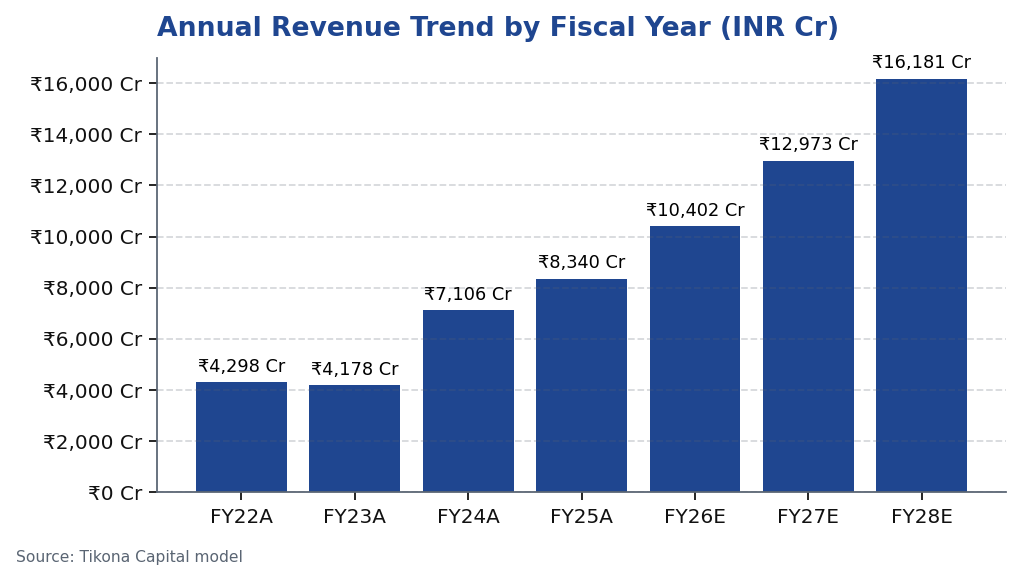 Annual Revenue Trend by Fiscal Year (INR Cr)
₹16,000 Cr
₹14,000 Cr
₹12,000 Cr
₹10,000 Cr
₹8,000 Cr
₹6,000 Cr
₹4,000 Cr
₹2,000 Cr
₹0 Cr
₹4,298 Cr
₹4,178 Cr
₹7,106 Cr
₹8,340 Cr
₹10,402 Cr
₹12,973 Cr
₹16,181 Cr
FY22A
FY23A
FY24A
FY25A
FY26E
FY27E
FY28E
Source: Tikona Capital model